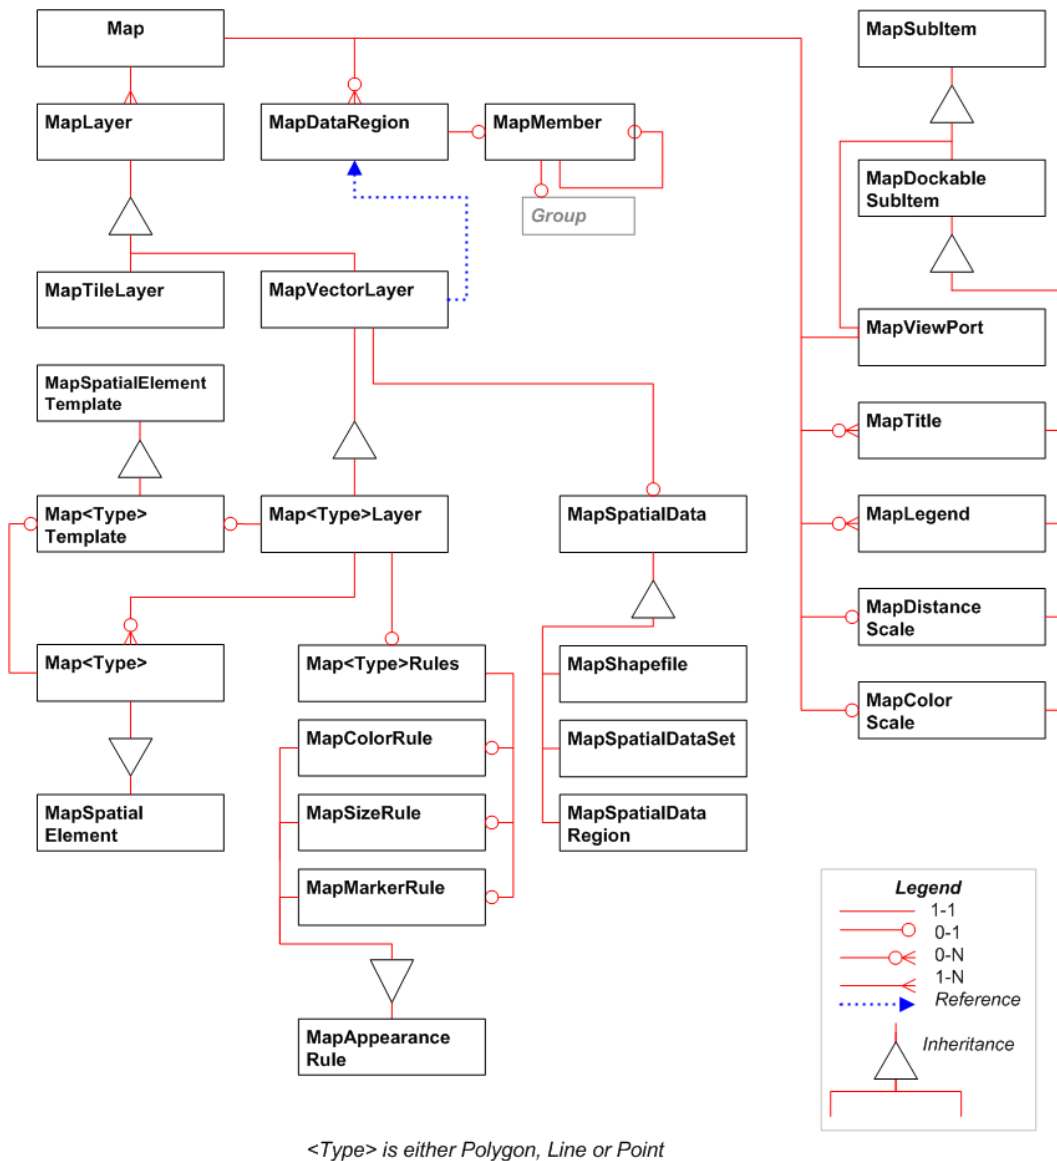 Map
MapSubItem
MapLayer
MapDataRegion
MapMember
MapDockable
SubItem
Group
MapTileLayer
MapVectorLayer
MapViewPort
MapSpatialElement
Template
MapTitle
Map<Type>
Template
Map<Type>Layer
MapSpatialData
MapLegend
MapDistance
Scale
Map<Type>
Map<Type>Rules
MapShapefile
MapColor
Scale
MapColorRule
MapSpatialDataSet
MapSpatial
Element
MapSizeRule
MapSpatialData
Region
MapMarkerRule
Legend
1-1
0-1
0-N
1-N
Reference
Inheritance
MapAppearance
Rule
<Type> is either Polygon, Line or Point